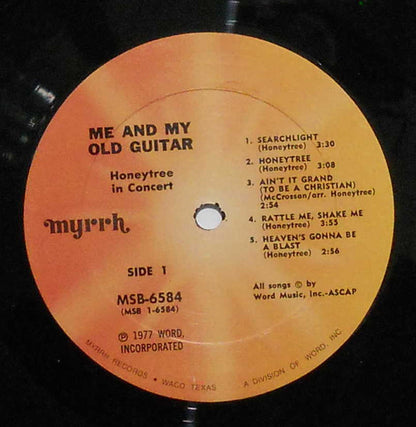 ME AND MY
OLD GUITAR
Honeytree
in Concert
myrrh
SIDE 1
MSB-6584
(MSB 1-6584)
℗ 1977 WORD,
INCORPORATED
1. SEARCHLIGHT
(Honeytree) 3:30
2. HONEYTREE
(Honeytree) 3:08
3. AIN'T IT GRAND
(TO BE A CHRISTIAN)
(McCrosson/arr. Honeytree)
2:54
4. RATTLE ME, SHAKE ME
(Honeytree) 3:55
5. HEAVEN'S GONNA BE
A BLAST
(Honeytree) 2:56
All songs © by
Word Music, Inc.-ASCAP
MYRRH RECORDS • WACO TEXAS . A DIVISION OF WORD, INC